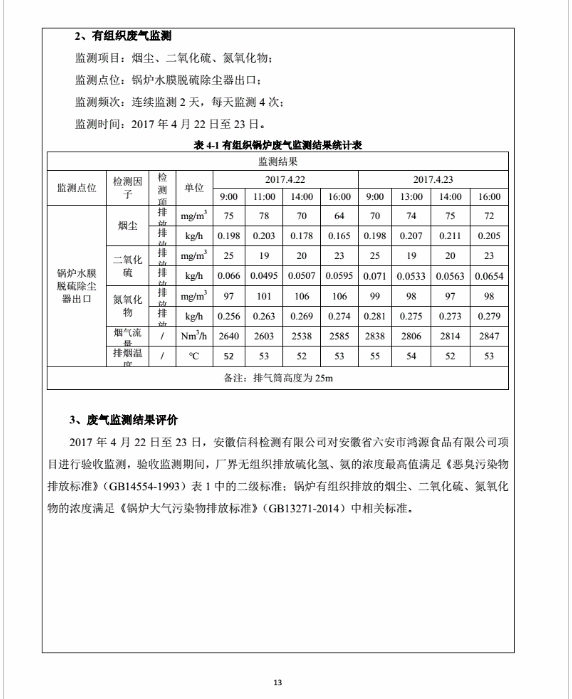 2、有组织废气监测
监测项目：烟尘、二氧化硫、氮氧化物；
监测点位：锅炉水膜脱硫除尘器出口；
监测频次：连续监测 2 天，每天监测 4 次；
监测时间：2017 年 4 月 22 日至 23 日。
表 4-1 有组织锅炉废气监测结果统计表
监测结果
监测点位 检测因子 检测项 单位 2017.4.22 2017.4.23
9:00 11:00 14:00 16:00 9:00 13:00 14:00 16:00
锅炉水膜脱硫除尘器出口 烟尘 排放 mg/m³ 75 78 70 64 70 74 75 72
排放 kg/h 0.198 0.203 0.178 0.165 0.198 0.207 0.211 0.205
二氧化硫 排放 mg/m³ 25 19 20 23 25 19 20 23
排放 kg/h 0.066 0.0495 0.0507 0.0595 0.071 0.0533 0.0563 0.0654
氮氧化物 排放 mg/m³ 97 101 106 106 99 98 97 98
排放 kg/h 0.256 0.263 0.269 0.274 0.281 0.275 0.273 0.279
烟气流量 / Nm³/h 2640 2603 2538 2585 2838 2806 2814 2847
排烟温度 / ℃ 52 53 52 53 55 54 52 53
备注：排气筒高度为 25m
3、废气监测结果评价
2017 年 4 月 22 日至 23 日，安徽信科检测有限公司对安徽省六安市鸿源食品有限公司项
目进行验收监测，验收监测期间，厂界无组织排放硫化氢、氨的浓度最高值满足《恶臭污染物
排放标准》（GB14554-1993）表 1 中的二级标准；锅炉有组织排放的烟尘、二氧化硫、氮氧化
物的浓度满足《锅炉大气污染物排放标准》（GB13271-2014）中相关标准。
13